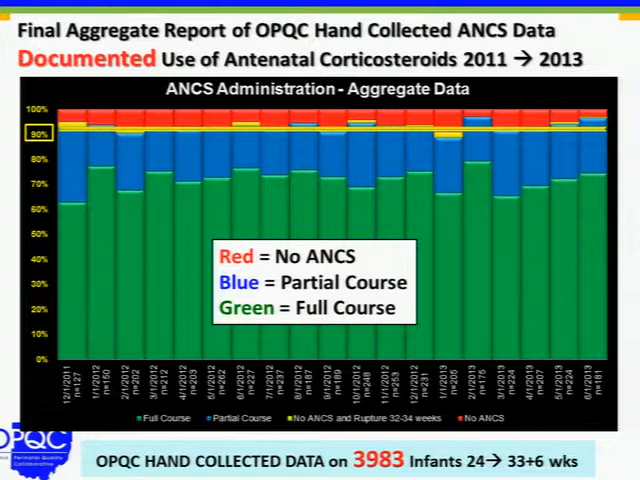 Final Aggregate Report of OPQC Hand Collected ANCS Data
Documented Use of Antenatal Corticosteroids 2011 → 2013
ANCS Administration - Aggregate Data
100%
90%
80%
70%
60%
50%
40%
30%
20%
10%
0%
Red = No ANCS
Blue = Partial Course
Green = Full Course
12/1/2011 n=127
1/1/2012 n=150
2/1/2012 n=202
3/1/2012 n=212
4/1/2012 n=203
5/1/2012 n=262
6/1/2012 n=227
7/1/2012 n=237
8/1/2012 n=187
9/1/2012 n=189
10/1/2012 n=248
11/1/2012 n=253
12/1/2012 n=231
1/1/2013 n=205
2/1/2013 n=175
3/1/2013 n=224
4/1/2013 n=207
5/1/2013 n=224
6/1/2013 n=181
Full Course Partial Course No ANCS and Rupture 32-34 weeks No ANCS
OPQC
Perinatal Quality
Collaborative
OPQC HAND COLLECTED DATA on 3983 Infants 24→ 33+6 wks